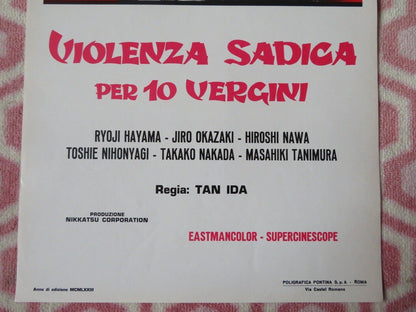 VIOLENZA SADICA
PER 10 VERGINI
RYOJI HAYAMA - JIRO OKAZAKI - HIROSHI NAWA
TOSHIE NIHONYAGI - TAKAKO NAKADA - MASAHIKI TANIMURA
Regia: TAN IDA
PRODUZIONE
NIKKATSU CORPORATION
EASTMANCOLOR - SUPERCINESCOPE
Anno di edizione MCMLXXIII
POLIGRAFICA PONTINA S.p.A. - ROMA
Via Castel Romano